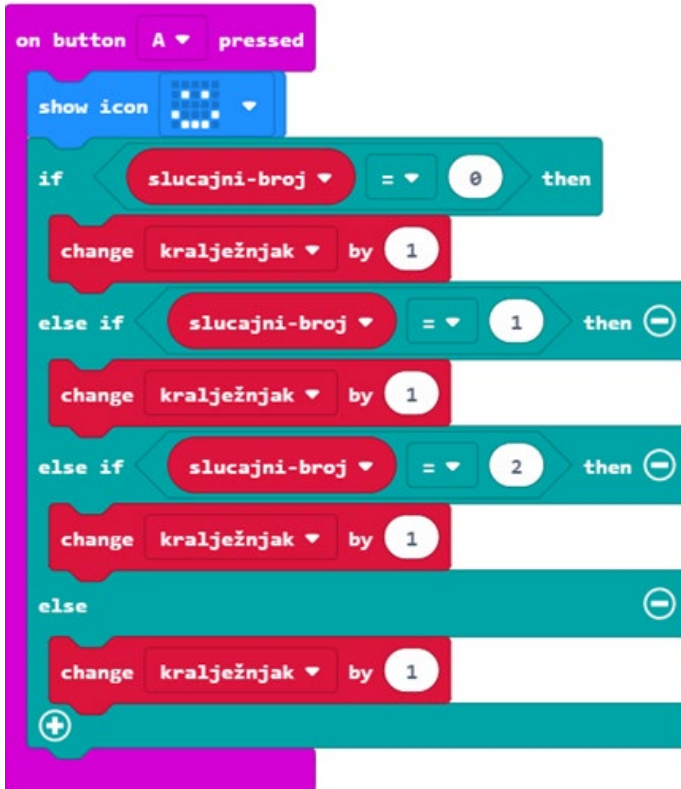 on button A pressed
show icon
if slucajni-broj = 0 then
change kralježnjak by 1
else if slucajni-broj = 1 then
change kralježnjak by 1
else if slucajni-broj = 2 then
change kralježnjak by 1
else
change kralježnjak by 1